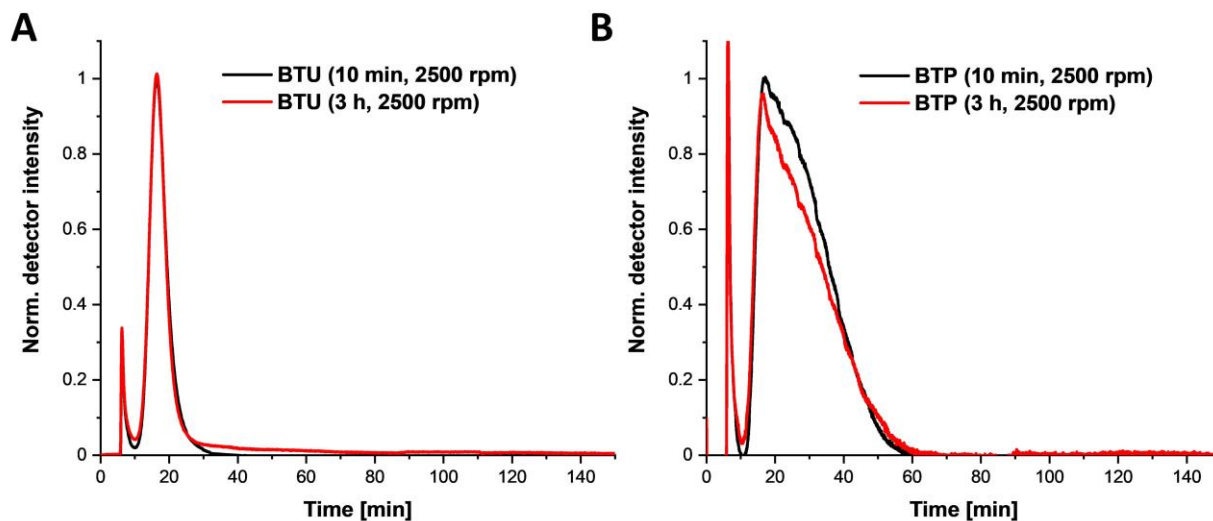 A
BTU (10 min, 2500 rpm)
BTU (3 h, 2500 rpm)
Norm. detector intensity
1
0.8
0.6
0.4
0.2
0
0 20 40 60 80 100 120 140
Time [min]
B
BTP (10 min, 2500 rpm)
BTP (3 h, 2500 rpm)
Norm. detector intensity
1
0.8
0.6
0.4
0.2
0
0 20 40 60 80 100 120 140
Time [min]